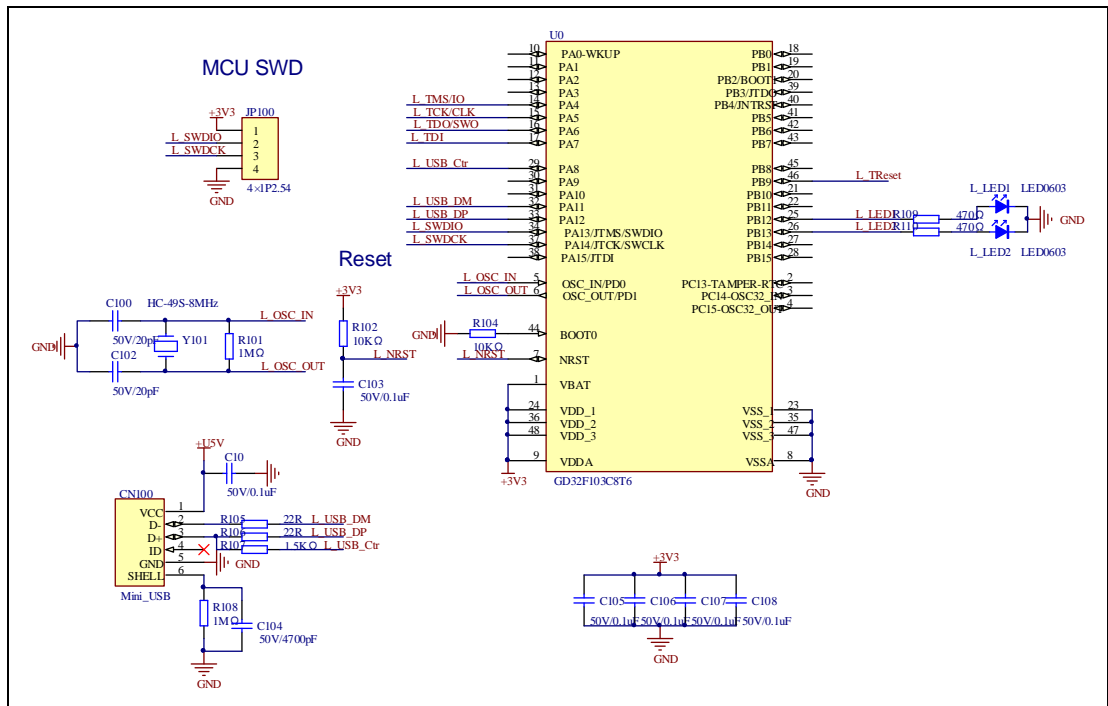 MCU SWD
+3V3
JP100
1
L_SWDIO 2
L_SWDCK 3
4
GND
4×1P2.54
U0
10 PA0-WKUP
11 PA1
12 PA2
13 PA3
L_TMS/IO 14 PA4
L_TCK/CLK 15 PA5
L_TDO/SWO 16 PA6
L_TDI 17 PA7
L_USB_Ctr 29 PA8
30 PA9
31 PA10
L_USB_DM 32 PA11
L_USB_DP 33 PA12
L_SWDIO 34 PA13/JTMS/SWDIO
L_SWDCK 37 PA14/JTCK/SWCLK
38 PA15/JTDI
L_OSC_IN 5 OSC_IN/PD0
L_OSC_OUT 6 OSC_OUT/PD1
GND R104 10KΩ 44 BOOT0
L_NRST 7 NRST
1 VBAT
24 VDD_1
36 VDD_2
48 VDD_3
9 VDDA
+3V3
GD32F103C8T6
PB0 18
PB1 19
PB2/BOOT1 20
PB3/JTDO 39
PB4/JNTRSF 40
PB5 41
PB6 42
PB7 43
PB8 45
PB9 46 L_TReset
PB10 21
PB11 22
PB12 25 L_LED1 R109 470Ω
PB13 26 L_LED2 R110 470Ω
PB14 27
PB15 28
PC13-TAMPER-RTC 2
PC14-OSC32_IN 3
PC15-OSC32_OUT 4
VSS_1 23
VSS_2 35
VSS_3 47
VSSA 8
GND
L_LED1 LED0603
GND
L_LED2 LED0603
Reset
+3V3
R102
10KΩ
L_NRST
C103
50V/0.1uF
GND
C100 HC-49S-8MHz
L_OSC_IN
50V/20pF
GND Y101 R101
1MΩ
C102
L_OSC_OUT
50V/20pF
+U5V
C10
50V/0.1uF
CN100
VCC 1
D- 2 R105 22R L_USB_DM
D+ 3 R106 22R L_USB_DP
ID 4 R107 1.5KΩ L_USB_Ctr
GND 5 GND
SHELL 6
Mini_USB
R108
1MΩ
C104
50V/4700pF
GND
+3V3
C105 C106 C107 C108
50V/0.1uF 50V/0.1uF 50V/0.1uF 50V/0.1uF
GND